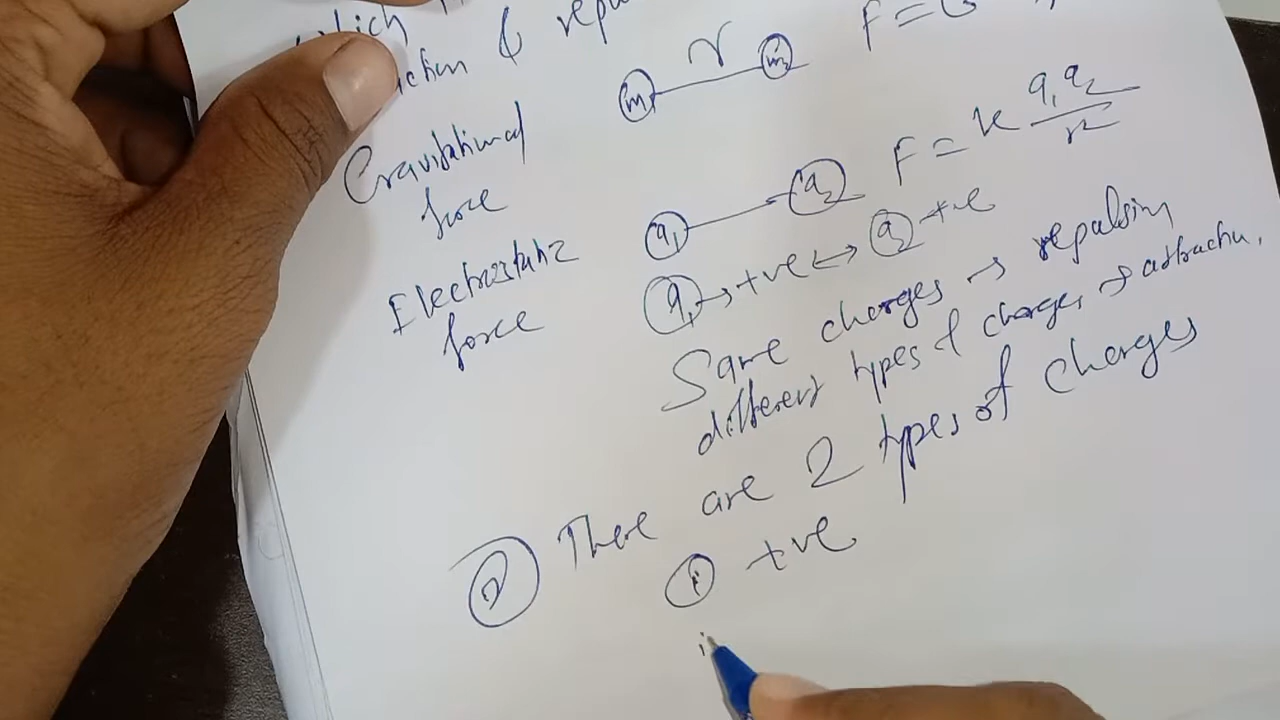 which
ction & repu
m₁ r m₂ F = G
Gravitational
force
q₁ q₂ F = k q₁q₂/r²
Electrostatic
force
q₁ → +ve ↔ q₂ +ve
Same charges → repulsion
different types of charges → attraction.
② There are 2 types of charges
ⓘ +ve
i